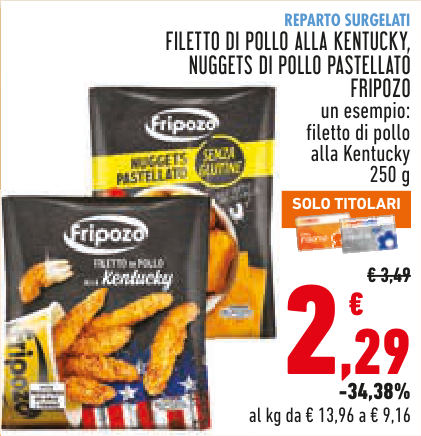 REPARTO SURGELATI
FILETTO DI POLLO ALLA KENTUCKY,
NUGGETS DI POLLO PASTELLATO
FRIPOZO
un esempio:
filetto di pollo
alla Kentucky
250 g
SOLO TITOLARI
€ 3,49
2,29 €
-34,38%
al kg da € 13,96 a € 9,16
Fripozo
NUGGETS
PASTELLATO
SENZA
GLUTINE
Fripozo
FILETTO DI POLLO
ALLA Kentucky
Fripozo